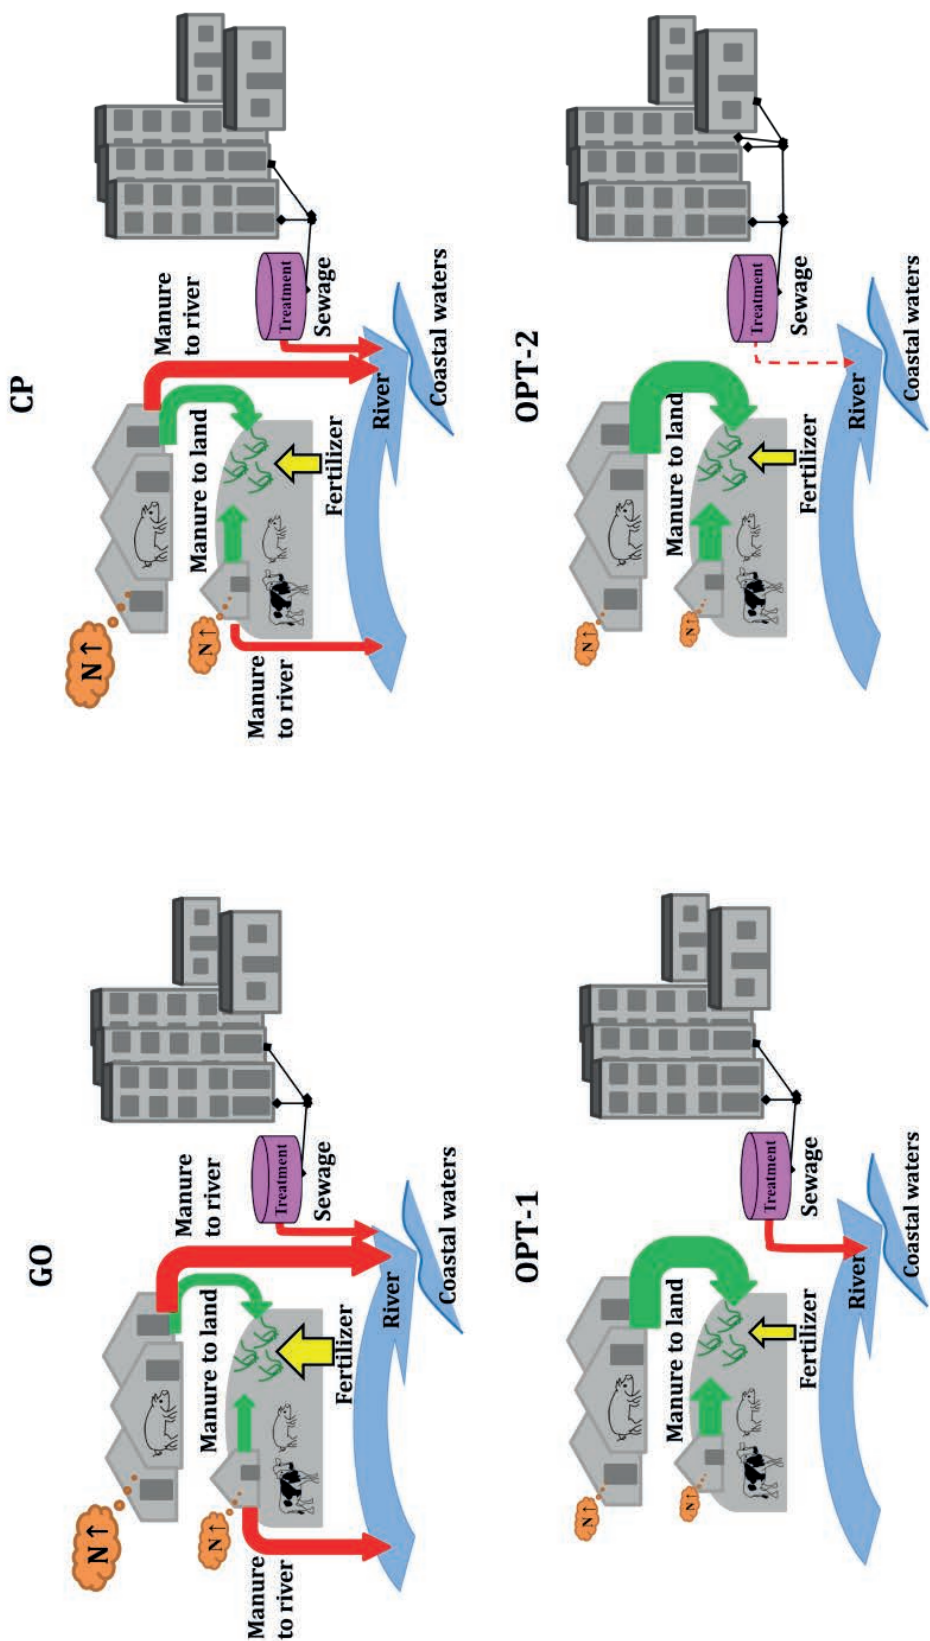 GO
N↑
Manure
to river
Manure to land
N↑
Manure
to river
Treatment
Sewage
Fertilizer
River
Coastal waters
CP
N↑
Manure
to river
Manure to land
N↑
Manure
to river
Treatment
Sewage
Fertilizer
River
Coastal waters
OPT-1
N↑
Manure to land
N↑
Treatment
Sewage
Fertilizer
River
Coastal waters
OPT-2
N↑
Manure to land
N↑
Treatment
Sewage
Fertilizer
River
Coastal waters